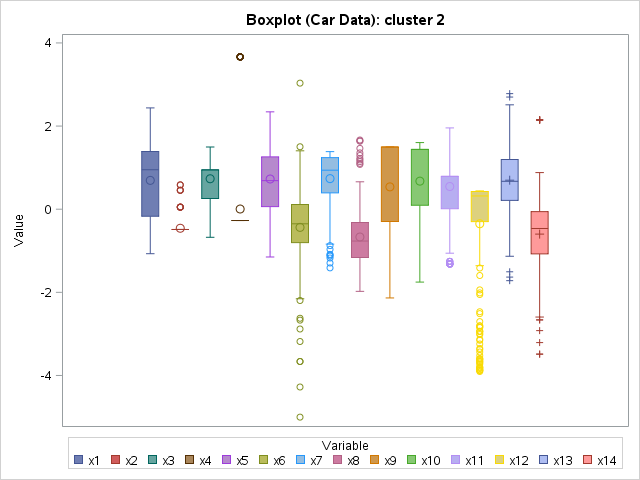 Boxplot (Car Data): cluster 2
4
2
0
-2
-4
Value
Variable
x1 x2 x3 x4 x5 x6 x7 x8 x9 x10 x11 x12 x13 x14